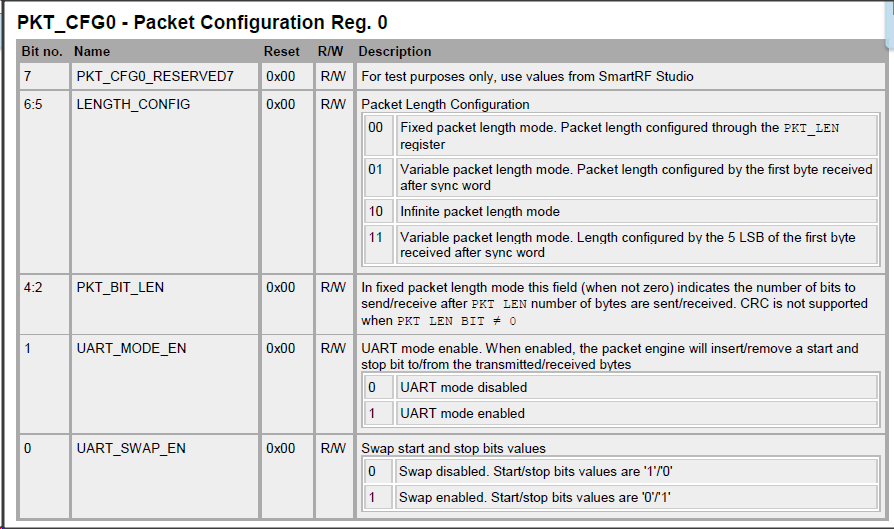 PKT_CFG0 - Packet Configuration Reg. 0
Bit no. Name Reset R/W Description
7 PKT_CFG0_RESERVED7 0x00 R/W For test purposes only, use values from SmartRF Studio
6:5 LENGTH_CONFIG 0x00 R/W Packet Length Configuration
00 Fixed packet length mode. Packet length configured through the PKT_LEN
register
01 Variable packet length mode. Packet length configured by the first byte received
after sync word
10 Infinite packet length mode
11 Variable packet length mode. Length configured by the 5 LSB of the first byte
received after sync word
4:2 PKT_BIT_LEN 0x00 R/W In fixed packet length mode this field (when not zero) indicates the number of bits to
send/receive after PKT_LEN number of bytes are sent/received. CRC is not supported
when PKT_LEN_BIT ≠ 0
1 UART_MODE_EN 0x00 R/W UART mode enable. When enabled, the packet engine will insert/remove a start and
stop bit to/from the transmitted/received bytes
0 UART mode disabled
1 UART mode enabled
0 UART_SWAP_EN 0x00 R/W Swap start and stop bits values
0 Swap disabled. Start/stop bits values are '1'/'0'
1 Swap enabled. Start/stop bits values are '0'/'1'